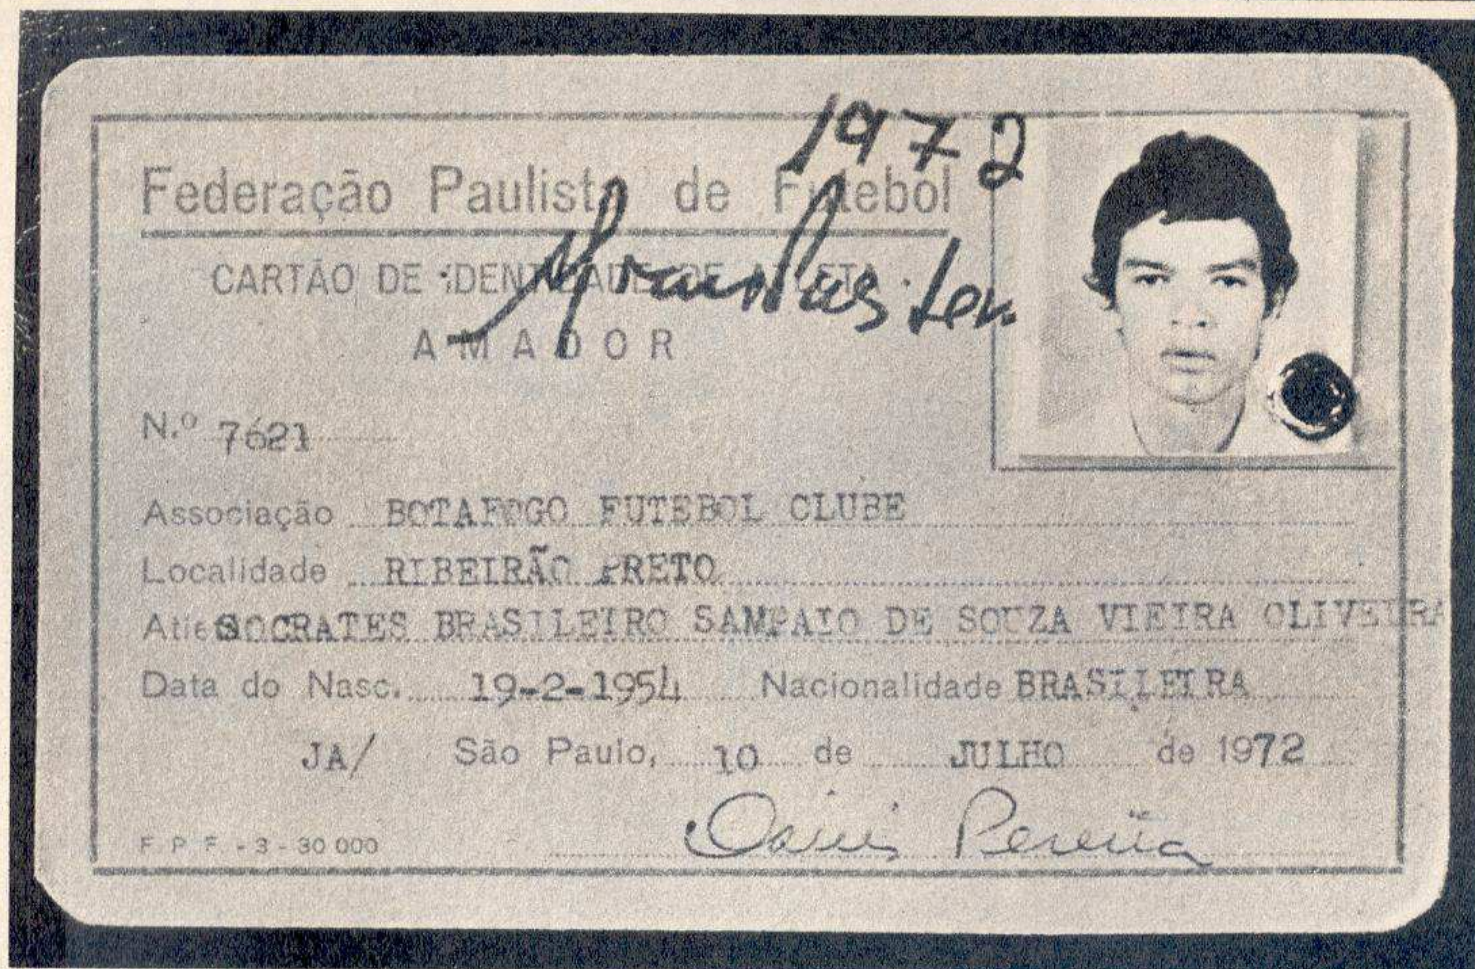 1972
Federação Paulista de Futebol
CARTÃO DE IDENTIDADE DE ATLETA
AMADOR
N.º 7621
Associação BOTAFOGO FUTEBOL CLUBE
Localidade RIBEIRÃO PRETO
Atle SOCRATES BRASILEIRO SAMPAIO DE SOUZA VIEIRA OLIVEIRA
Data do Nasc. 19-2-1954 Nacionalidade BRASILEIRA
JA/ São Paulo, 10 de JULHO de 1972
F P F - 3 - 30 000
Pereira